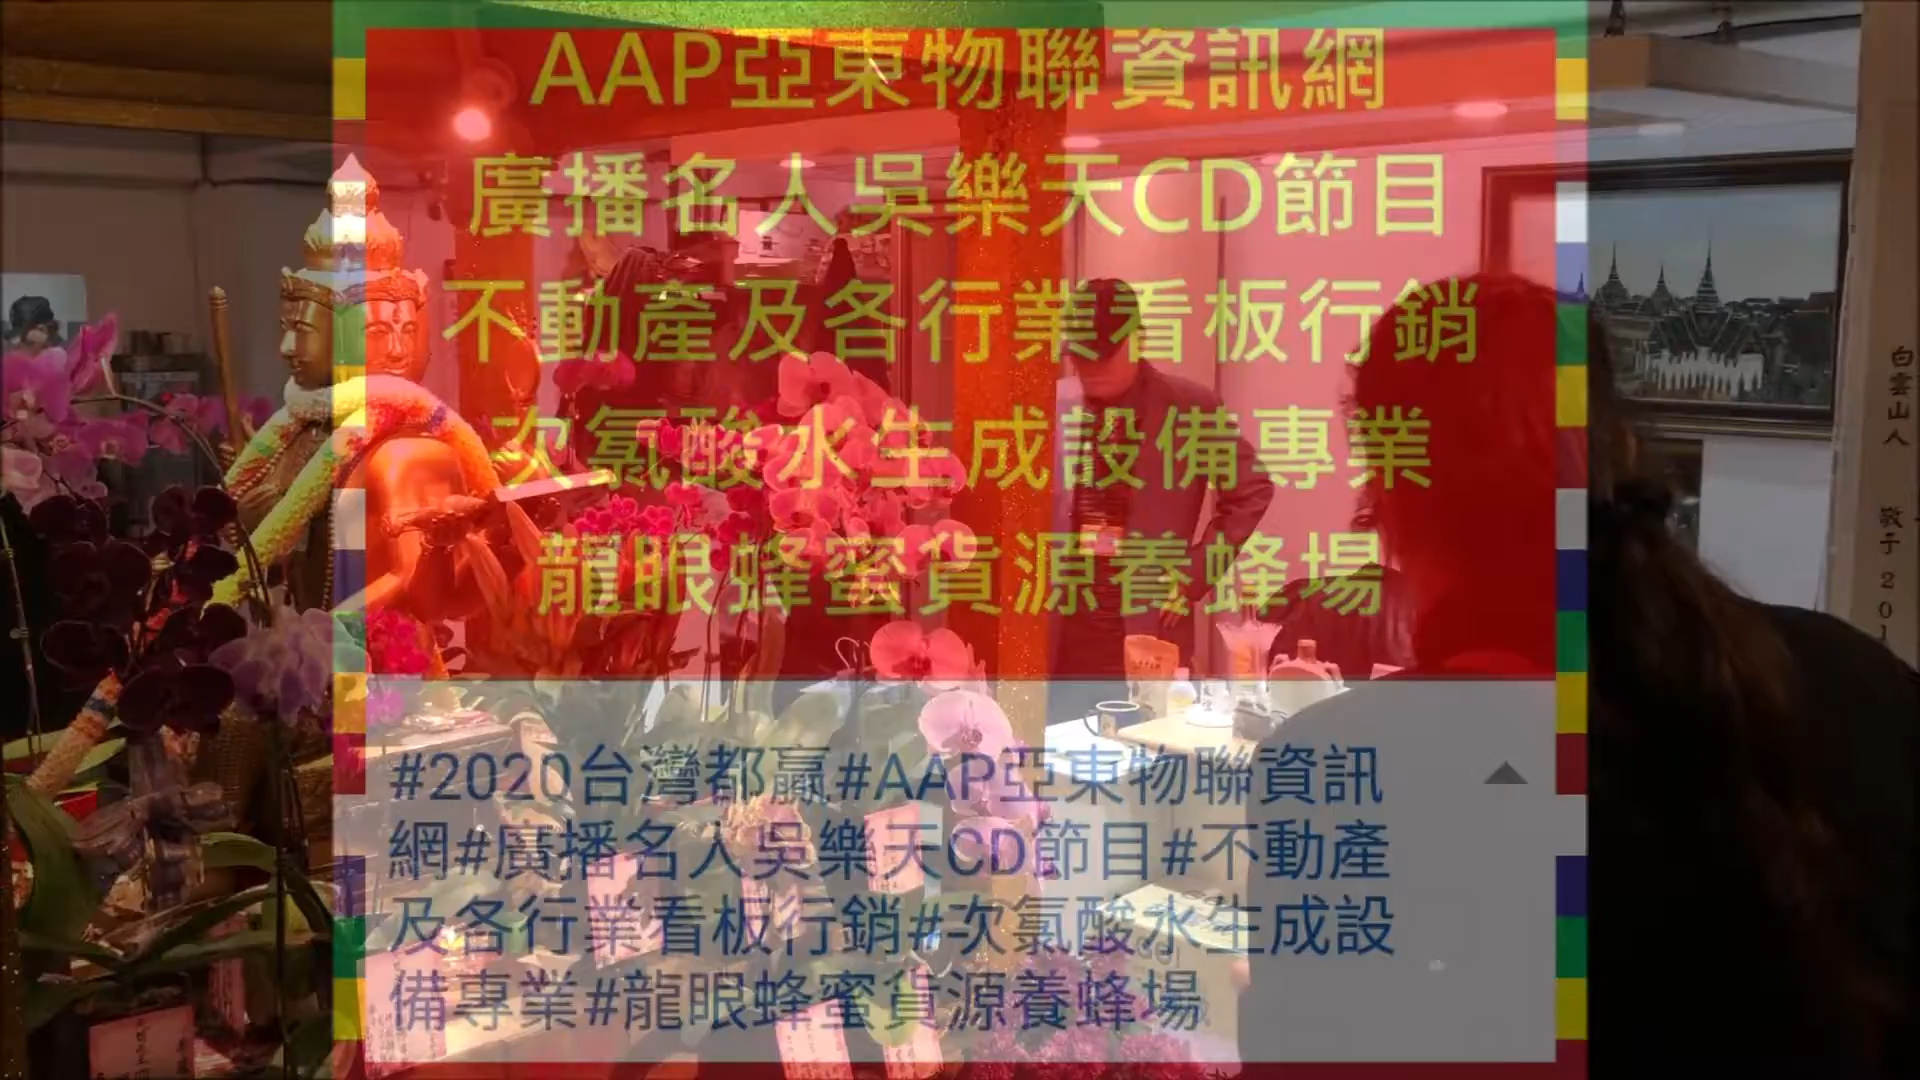 AAP亞東物聯資訊網
廣播名人吳樂天CD節目
不動產及各行業看板行銷
次氯酸水生成設備專業
龍眼蜂蜜貨源養蜂場
#2020台灣都贏#AAP亞東物聯資訊
網#廣播名人吳樂天CD節目#不動產
及各行業看板行銷#次氯酸水生成設
備專業#龍眼蜂蜜貨源養蜂場
白雲山人 敬于201